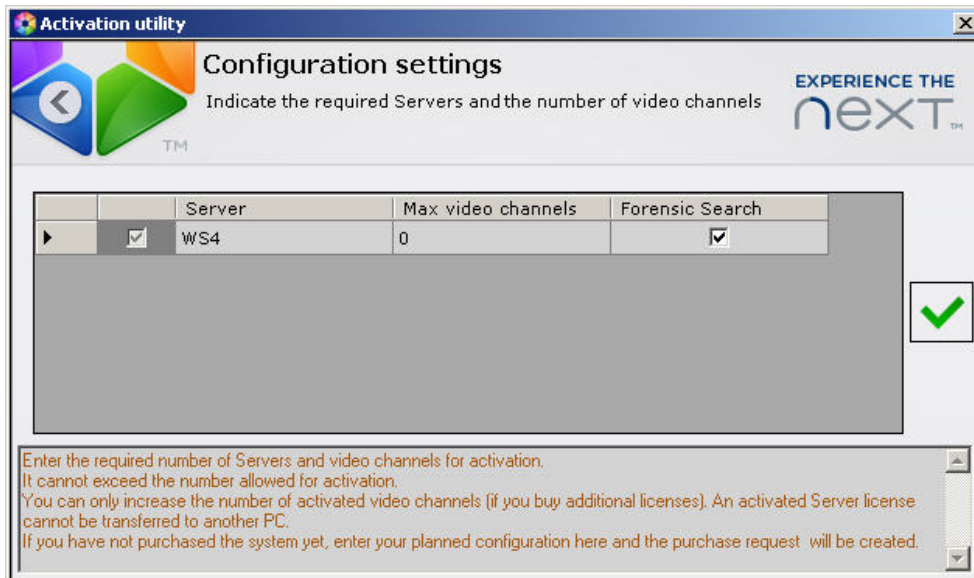 Activation utility
Configuration settings
Indicate the required Servers and the number of video channels
EXPERIENCE THE
next™
TM
Server Max video channels Forensic Search
WS4 0
Enter the required number of Servers and video channels for activation.
It cannot exceed the number allowed for activation.
You can only increase the number of activated video channels (if you buy additional licenses). An activated Server license
cannot be transferred to another PC.
If you have not purchased the system yet, enter your planned configuration here and the purchase request will be created.